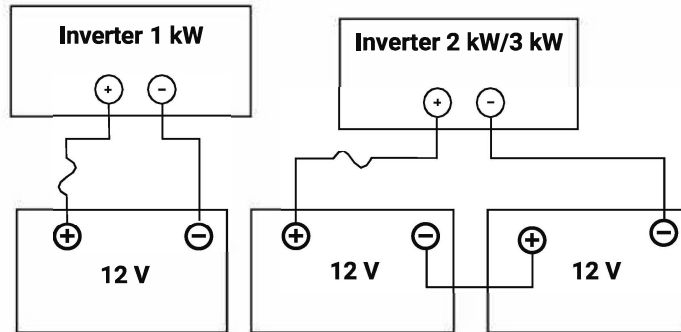 Inverter 1 kW
+ −
+ −
12 V
Inverter 2 kW/3 kW
+ −
+ −
12 V
+ −
12 V